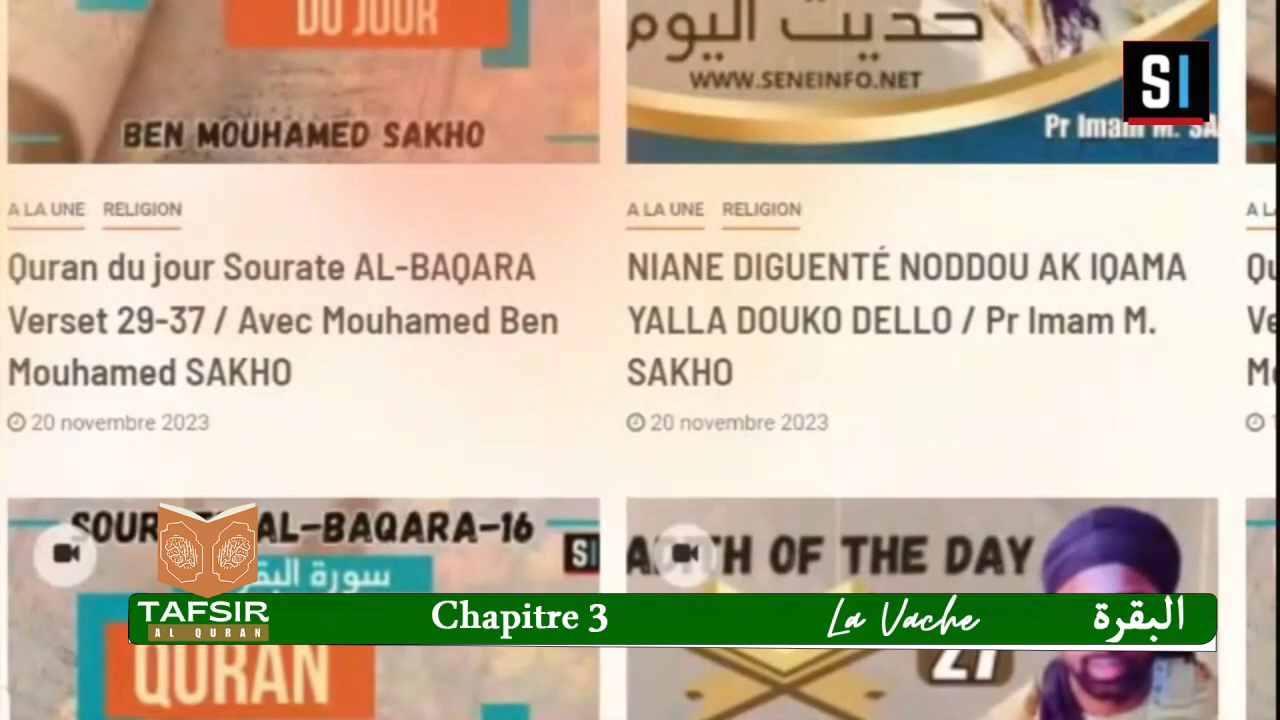 DU JOUR
BEN MOUHAMED SAKHO
حديث اليوم
WWW.SENEINFO.NET
SI
Pr Imam M. SA
A LA UNE RELIGION
Quran du jour Sourate AL-BAQARA
Verset 29-37 / Avec Mouhamed Ben
Mouhamed SAKHO
20 novembre 2023
A LA UNE RELIGION
NIANE DIGUENTÉ NODDOU AK IQAMA
YALLA DOUKO DELLO / Pr Imam M.
SAKHO
20 novembre 2023
A L
Qu
Ve
Mo
AL-BAQARA-16
SI
سورة
OF THE DAY
TAFSIR
AL QURAN
Chapitre 3
La Vache
البقرة
QURAN
21